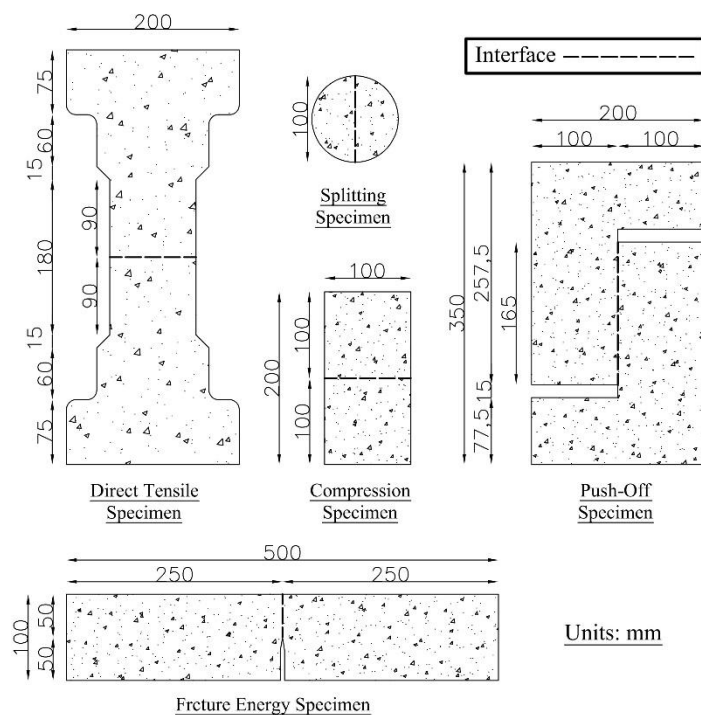 200
75
60
15
180
90
90
15
60
75
Direct Tensile
Specimen
100
Splitting
Specimen
100
200
100
100
Compression
Specimen
Interface
200
100
100
350
257,5
165
15
77,5
Push-Off
Specimen
500
250
250
100
50
50
Frcture Energy Specimen
Units: mm